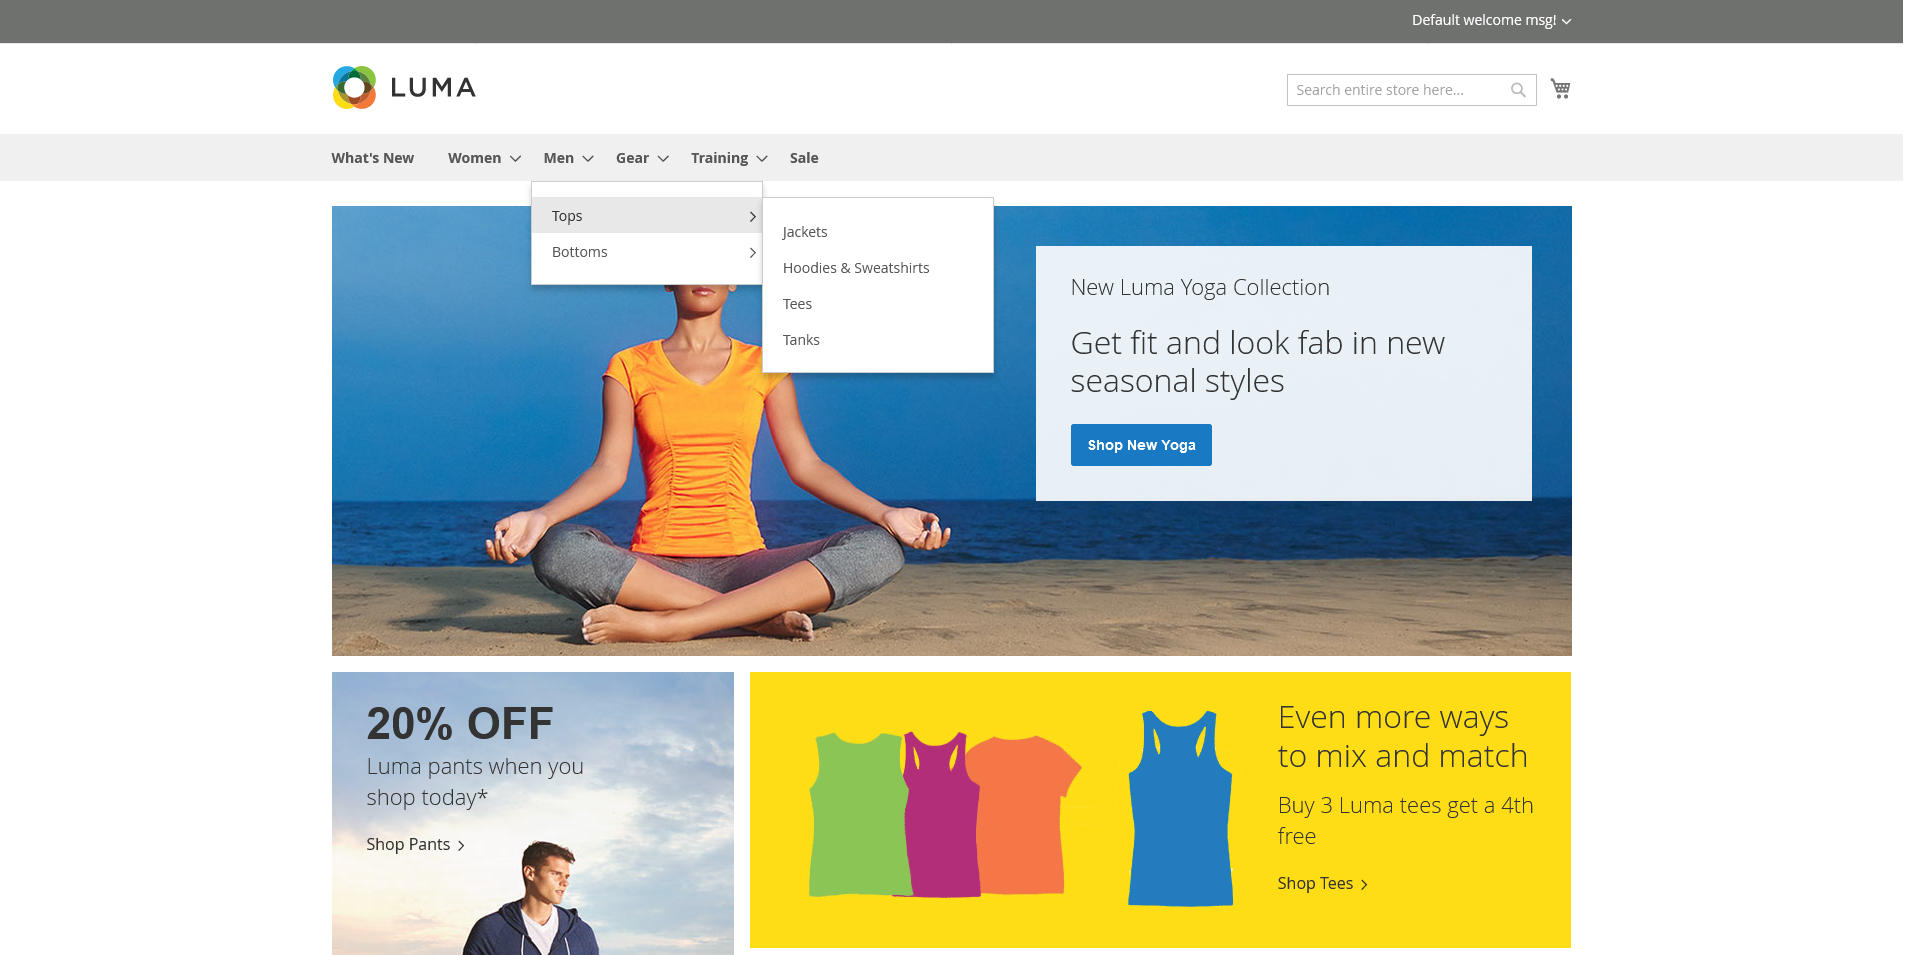 Default welcome msg!
LUMA
Search entire store here...
What's New Women Men Gear Training Sale
Tops
Bottoms
Jackets
Hoodies & Sweatshirts
Tees
Tanks
New Luma Yoga Collection
Get fit and look fab in new
seasonal styles
Shop New Yoga
20% OFF
Luma pants when you
shop today*
Shop Pants
Even more ways
to mix and match
Buy 3 Luma tees get a 4th
free
Shop Tees